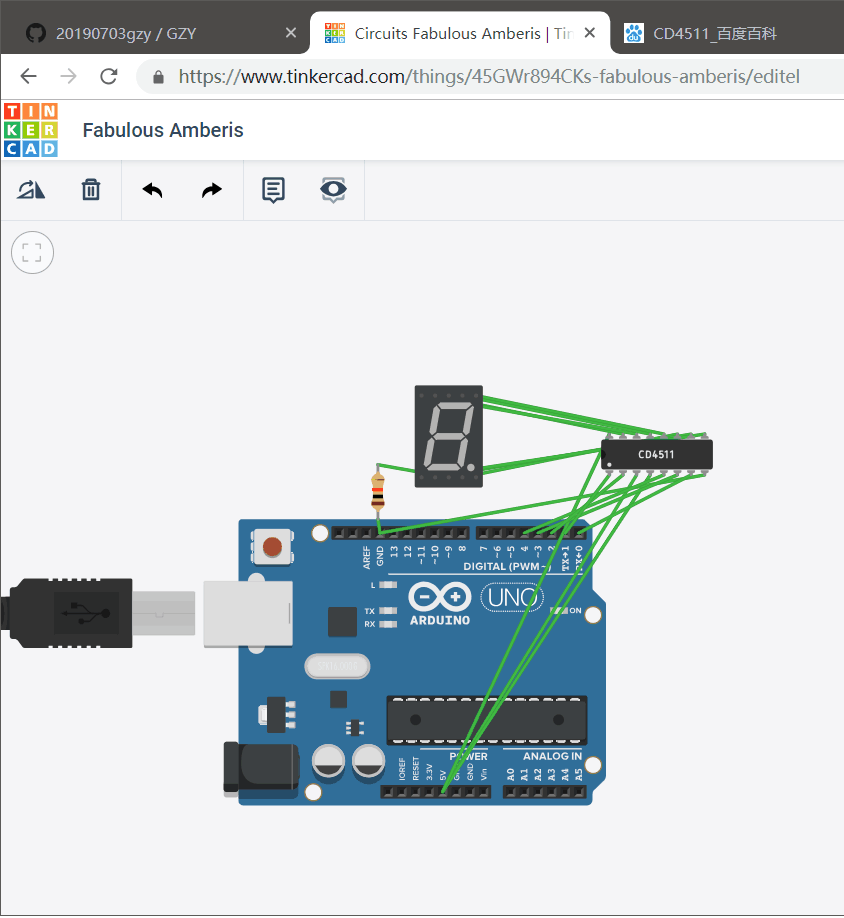 20190703gzy / GZY
Circuits Fabulous Amberis | Tin
CD4511_百度百科
https://www.tinkercad.com/things/45GWr894CKs-fabulous-amberis/editel
TIN
KER
CAD
Fabulous Amberis
CD4511
AREF
GND
13
12
~11
~10
~9
8
7
~6
~5
4
~3
2
TX→1
RX←0
DIGITAL (PWM~)
L
TX
RX
UNO
ARDUINO
ON
POWER
ANALOG IN
IOREF
RESET
3.3V
5V
GND
GND
Vin
A0
A1
A2
A3
A4
A5